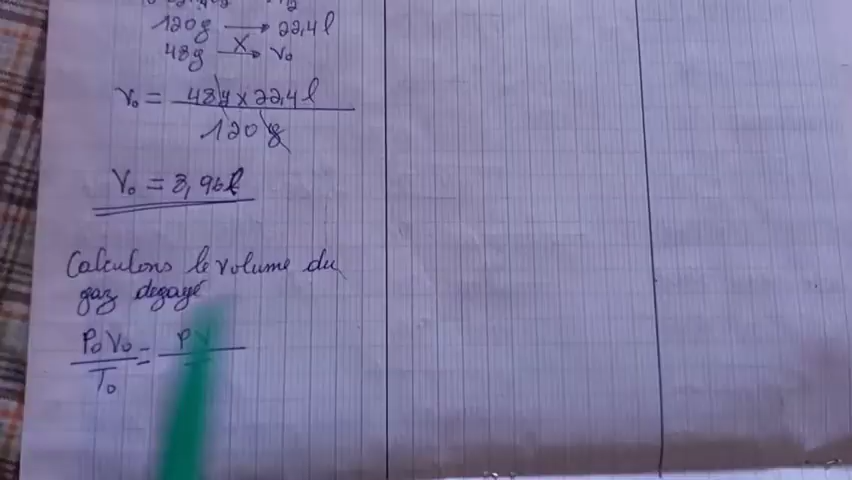 120g → 22,4l
48g X→ V₀
V₀ = 48g x 22,4l
120g
V₀ = 8,96l
Calculons le volume du
gaz dégagé
P₀V₀ = PV
T₀